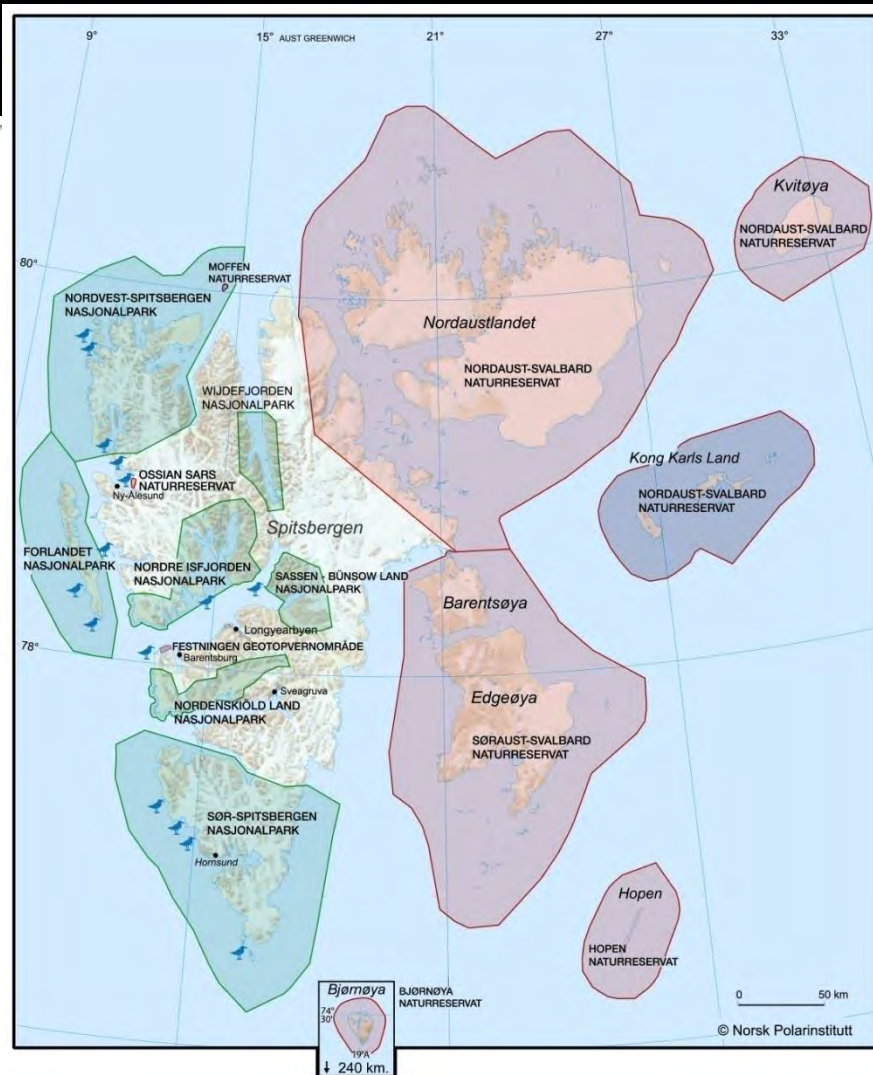 9°
15° AUST GREENWICH
21°
27°
33°
Kvitøya
NORDAUST-SVALBARD
NATURRESERVAT
80°
MOFFEN
NATURRESERVAT
NORDVEST-SPITSBERGEN
NASJONALPARK
Nordaustlandet
NORDAUST-SVALBARD
NATURRESERVAT
WIJDEFJORDEN
NASJONALPARK
Kong Karls Land
NORDAUST-SVALBARD
NATURRESERVAT
OSSIAN SARS
NATURRESERVAT
Ny-Ålesund
Spitsbergen
FORLANDET
NASJONALPARK
NORDRE ISFJORDEN
NASJONALPARK
SASSEN - BÜNSOW LAND
NASJONALPARK
Barentsøya
Longyearbyen
78°
FESTNINGEN GEOTOPVERNOMRÅDE
Barentsburg
Sveagruva
Edgeøya
NORDENSKIÖLD LAND
NASJONALPARK
SØRAUST-SVALBARD
NATURRESERVAT
SØR-SPITSBERGEN
NASJONALPARK
Hornsund
Hopen
HOPEN
NATURRESERVAT
Bjørnøya
BJØRNØYA
NATURRESERVAT
74°
30'
19°A
↓ 240 km.
0 50 km
© Norsk Polarinstitutt